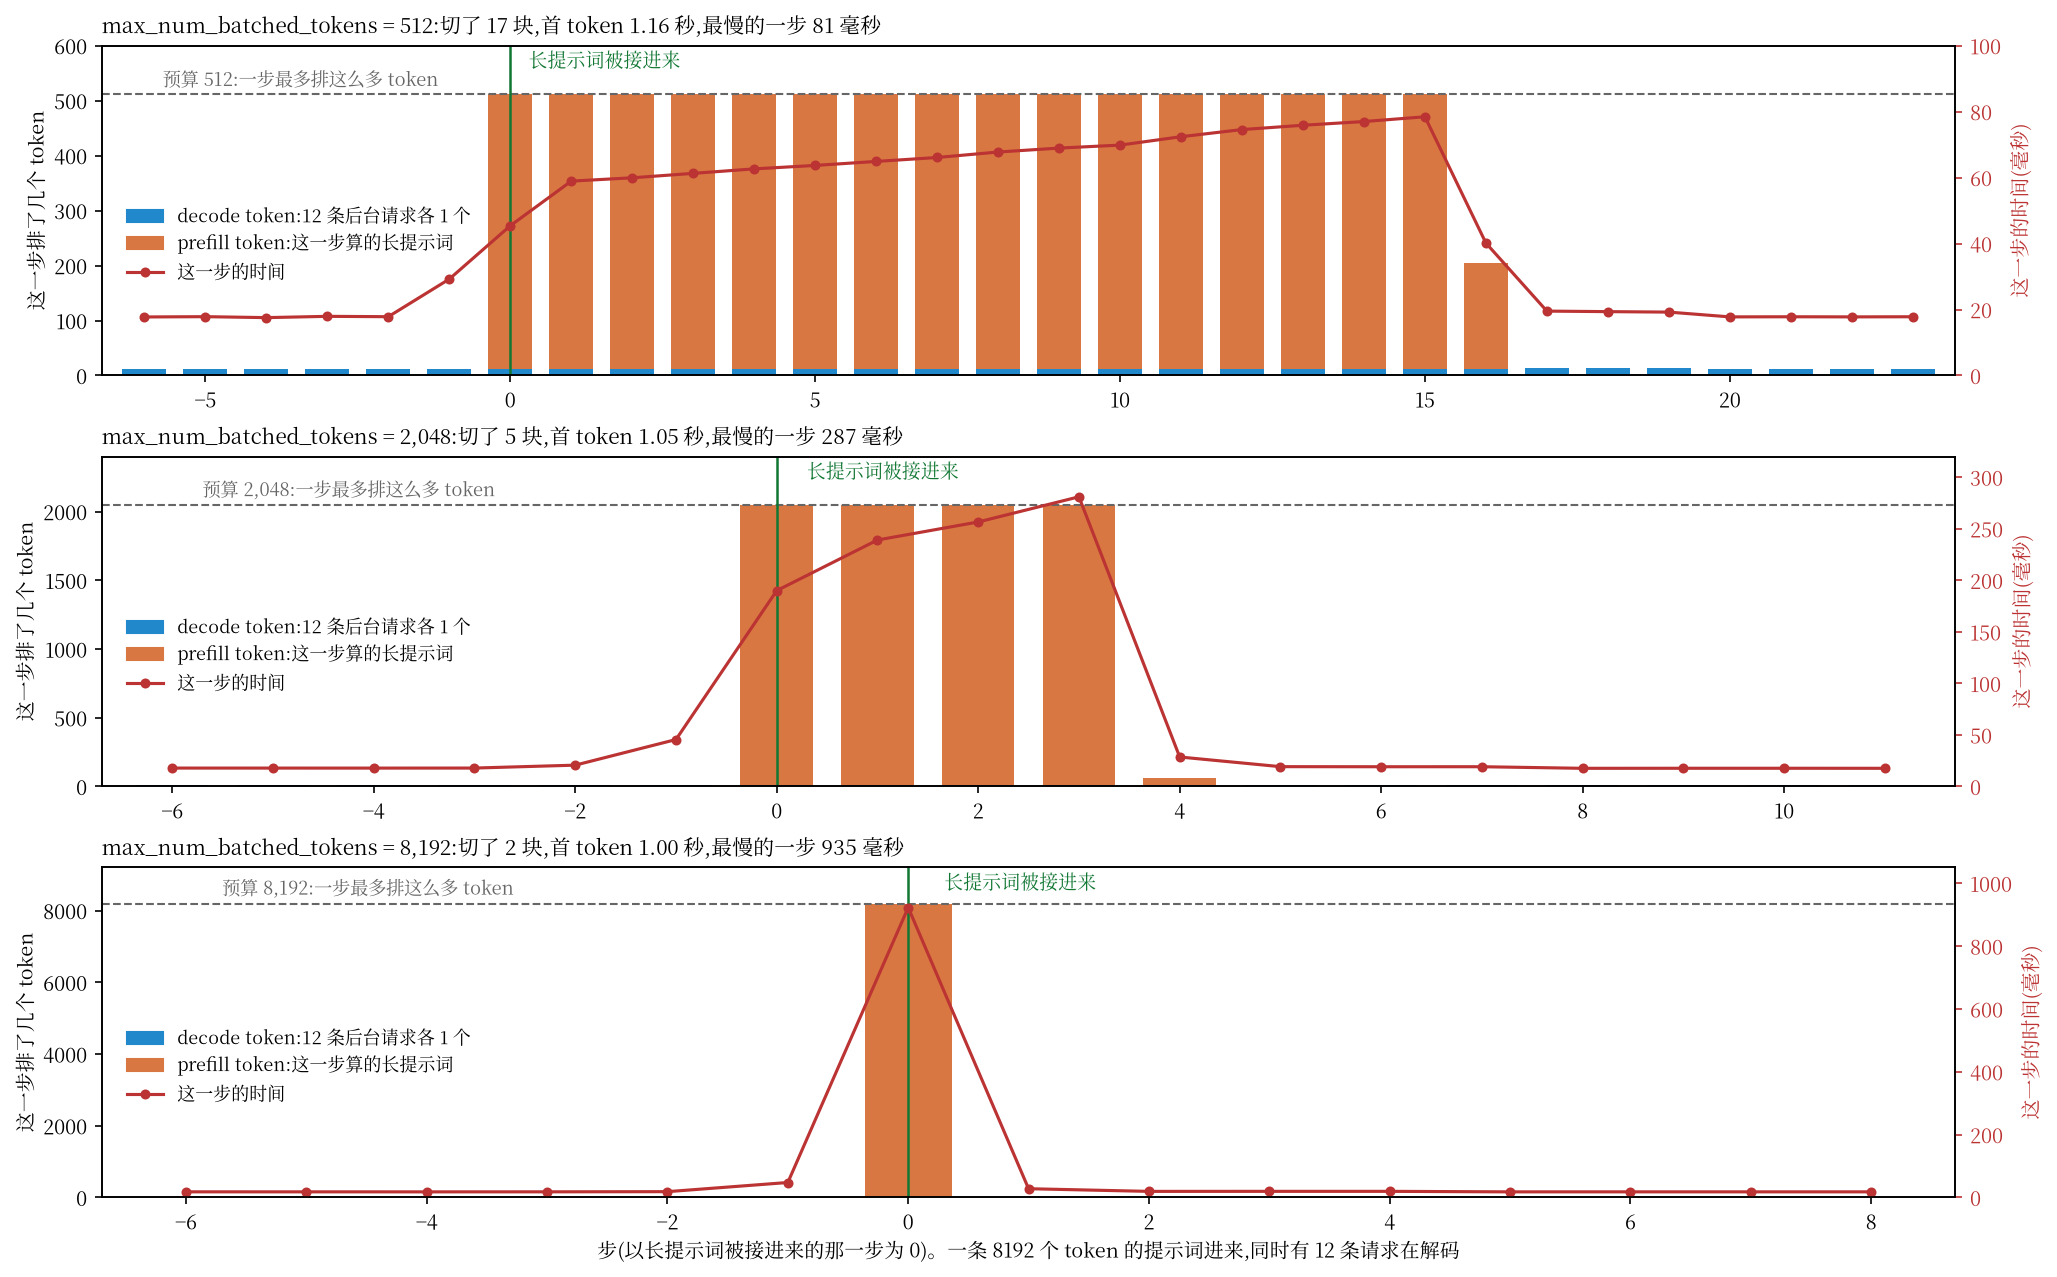 max_num_batched_tokens = 512:切了 17 块,首 token 1.16 秒,最慢的一步 81 毫秒
600
500
400
300
200
100
0
这一步排了几个 token
预算 512:一步最多排这么多 token
长提示词被接进来
decode token:12 条后台请求各 1 个
prefill token:这一步算的长提示词
这一步的时间
100
80
60
40
20
0
这一步的时间(毫秒)
−5 0 5 10 15 20
max_num_batched_tokens = 2,048:切了 5 块,首 token 1.05 秒,最慢的一步 287 毫秒
2000
1500
1000
500
0
这一步排了几个 token
预算 2,048:一步最多排这么多 token
长提示词被接进来
decode token:12 条后台请求各 1 个
prefill token:这一步算的长提示词
这一步的时间
300
250
200
150
100
50
0
这一步的时间(毫秒)
−6 −4 −2 0 2 4 6 8 10
max_num_batched_tokens = 8,192:切了 2 块,首 token 1.00 秒,最慢的一步 935 毫秒
8000
6000
4000
2000
0
这一步排了几个 token
预算 8,192:一步最多排这么多 token
长提示词被接进来
decode token:12 条后台请求各 1 个
prefill token:这一步算的长提示词
这一步的时间
1000
800
600
400
200
0
这一步的时间(毫秒)
−6 −4 −2 0 2 4 6 8
步(以长提示词被接进来的那一步为 0)。一条 8192 个 token 的提示词进来,同时有 12 条请求在解码